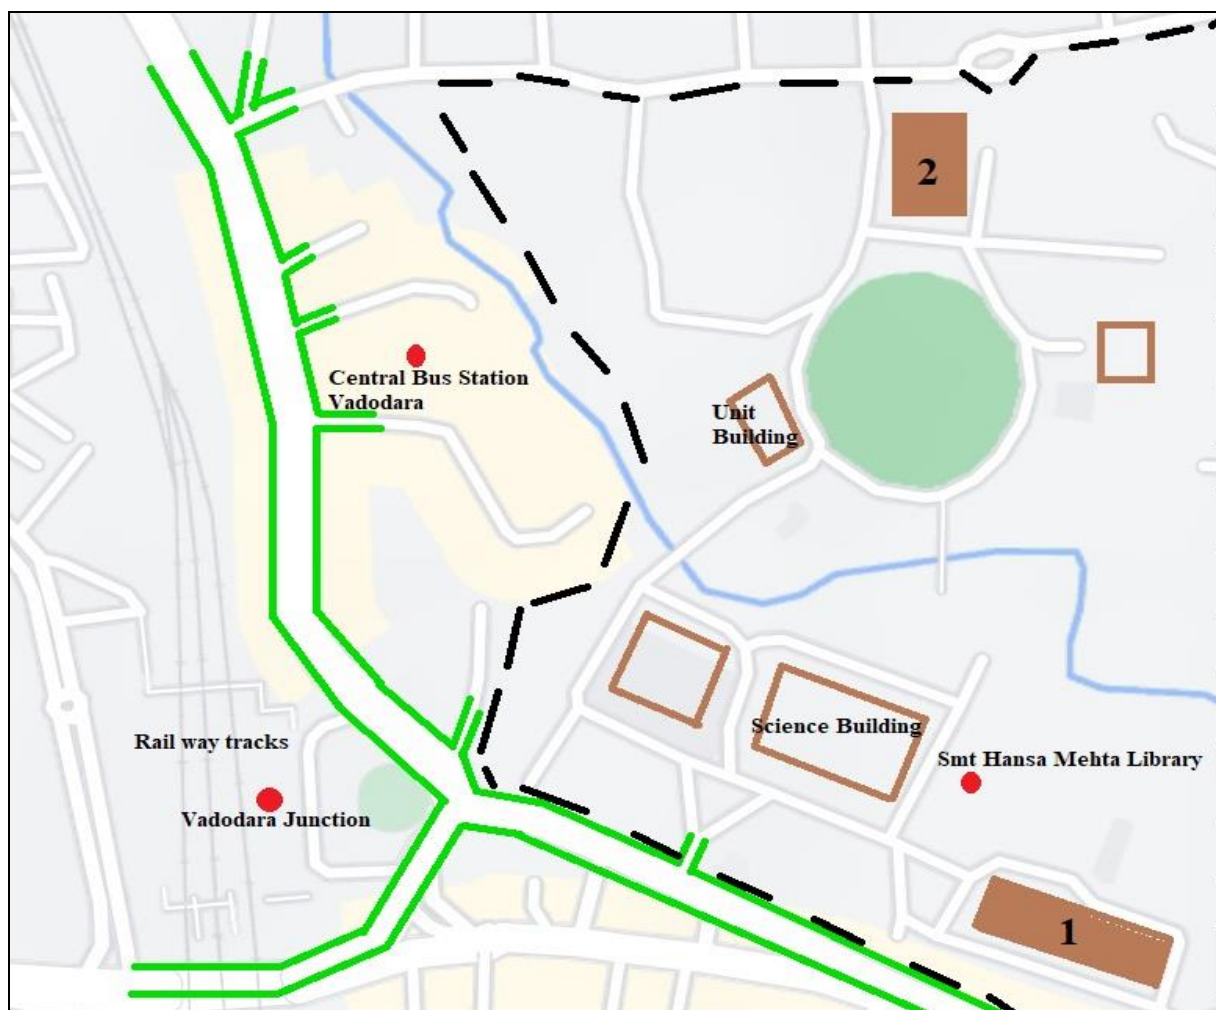 2
Central Bus Station
Vadodara
Unit
Building
Science Building
Rail way tracks
Smt Hansa Mehta Library
Vadodara Junction
1